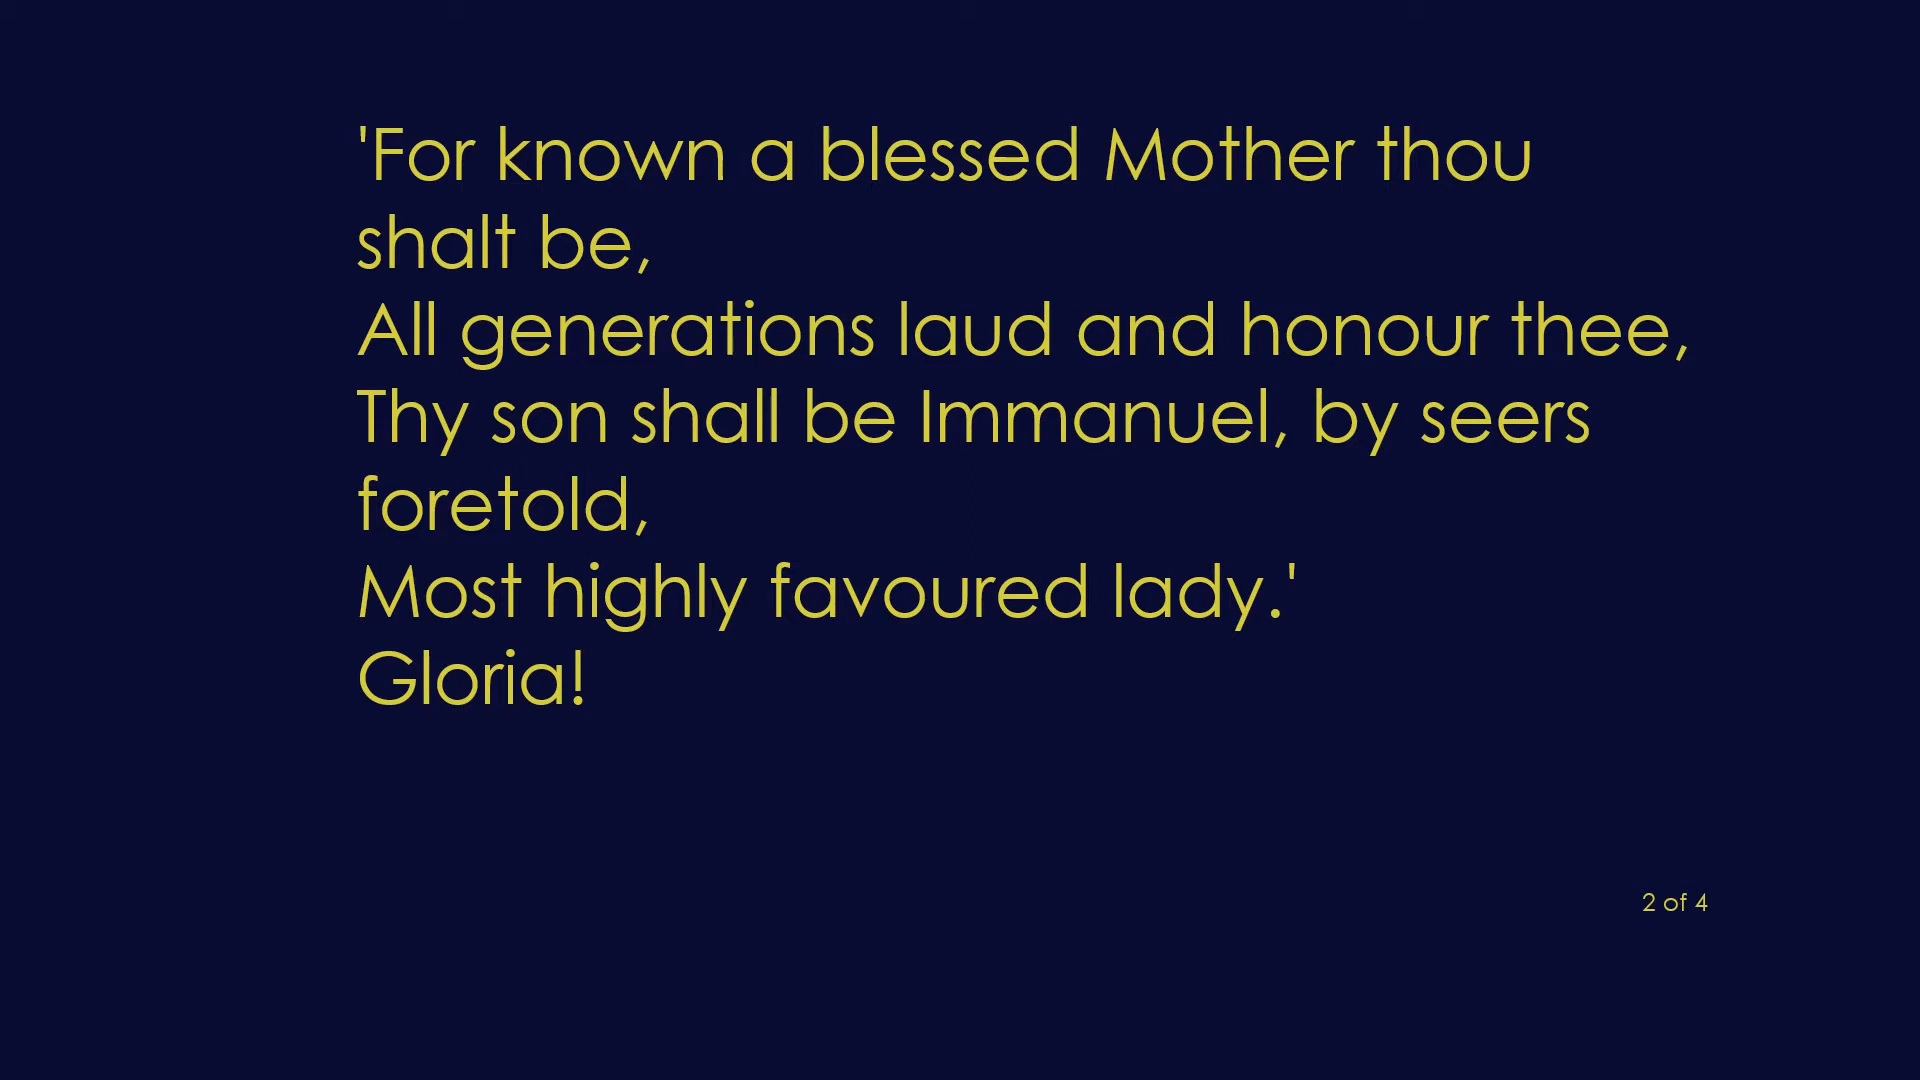 'For known a blessed Mother thou
shalt be,
All generations laud and honour thee,
Thy son shall be Immanuel, by seers
foretold,
Most highly favoured lady.'
Gloria!
2 of 4